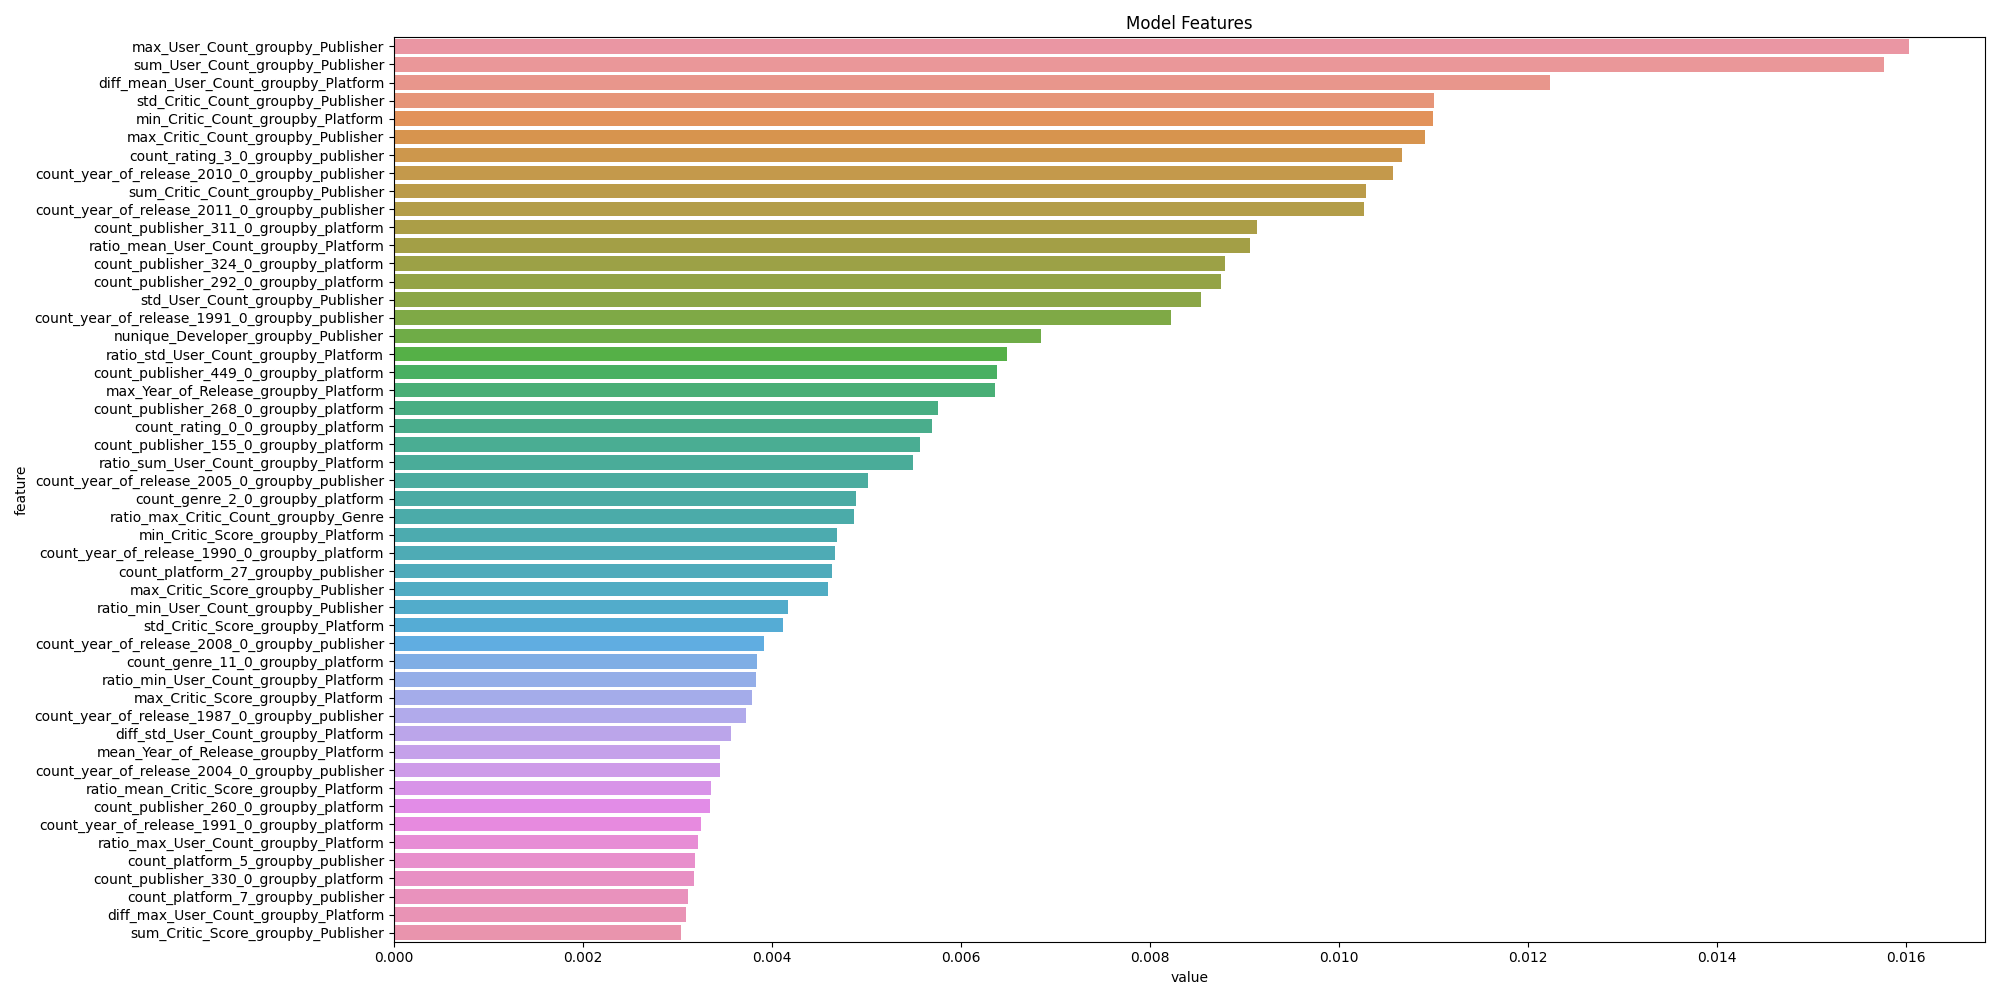 Model Features
max_User_Count_groupby_Publisher
sum_User_Count_groupby_Publisher
diff_mean_User_Count_groupby_Platform
std_Critic_Count_groupby_Publisher
min_Critic_Count_groupby_Platform
max_Critic_Count_groupby_Publisher
count_rating_3_0_groupby_publisher
count_year_of_release_2010_0_groupby_publisher
sum_Critic_Count_groupby_Publisher
count_year_of_release_2011_0_groupby_publisher
count_publisher_311_0_groupby_platform
ratio_mean_User_Count_groupby_Platform
count_publisher_324_0_groupby_platform
count_publisher_292_0_groupby_platform
std_User_Count_groupby_Publisher
count_year_of_release_1991_0_groupby_publisher
nunique_Developer_groupby_Publisher
ratio_std_User_Count_groupby_Platform
count_publisher_449_0_groupby_platform
max_Year_of_Release_groupby_Platform
count_publisher_268_0_groupby_platform
count_rating_0_0_groupby_platform
count_publisher_155_0_groupby_platform
ratio_sum_User_Count_groupby_Platform
count_year_of_release_2005_0_groupby_publisher
count_genre_2_0_groupby_platform
ratio_max_Critic_Count_groupby_Genre
min_Critic_Score_groupby_Platform
count_year_of_release_1990_0_groupby_platform
count_platform_27_groupby_publisher
max_Critic_Score_groupby_Publisher
ratio_min_User_Count_groupby_Publisher
std_Critic_Score_groupby_Platform
count_year_of_release_2008_0_groupby_publisher
count_genre_11_0_groupby_platform
ratio_min_User_Count_groupby_Platform
max_Critic_Score_groupby_Platform
count_year_of_release_1987_0_groupby_publisher
diff_std_User_Count_groupby_Platform
mean_Year_of_Release_groupby_Platform
count_year_of_release_2004_0_groupby_publisher
ratio_mean_Critic_Score_groupby_Platform
count_publisher_260_0_groupby_platform
count_year_of_release_1991_0_groupby_platform
ratio_max_User_Count_groupby_Platform
count_platform_5_groupby_publisher
count_publisher_330_0_groupby_platform
count_platform_7_groupby_publisher
diff_max_User_Count_groupby_Platform
sum_Critic_Score_groupby_Publisher
feature
0.000 0.002 0.004 0.006 0.008 0.010 0.012 0.014 0.016
value